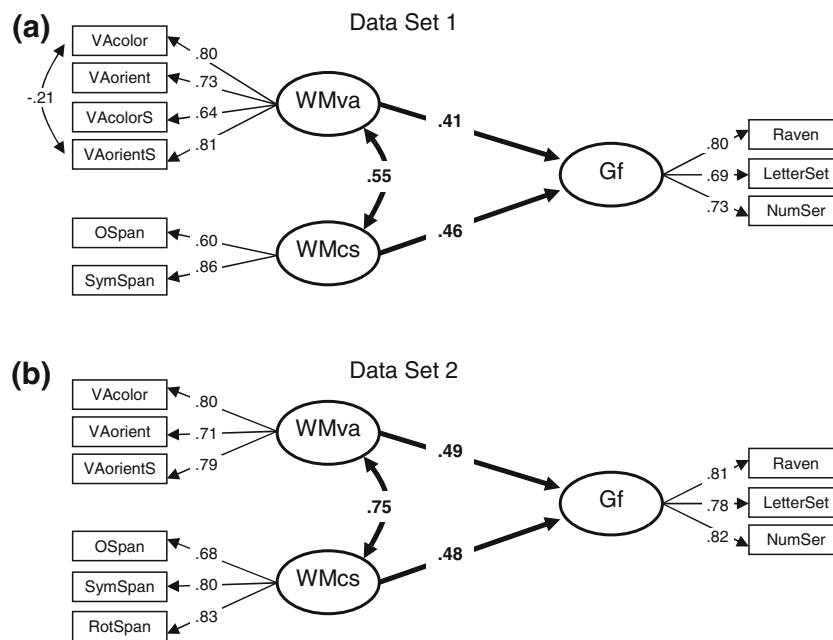 (a)
Data Set 1
VAcolor
VAorient
VAcolorS
VAorientS
-.21
.80
.73
.64
.81
WMva
.41
.55
OSpan
SymSpan
.60
.86
WMcs
.46
Gf
.80
.69
.73
Raven
LetterSet
NumSer
(b)
Data Set 2
VAcolor
VAorient
VAorientS
.80
.71
.79
WMva
.49
.75
OSpan
SymSpan
RotSpan
.68
.80
.83
WMcs
.48
Gf
.81
.78
.82
Raven
LetterSet
NumSer